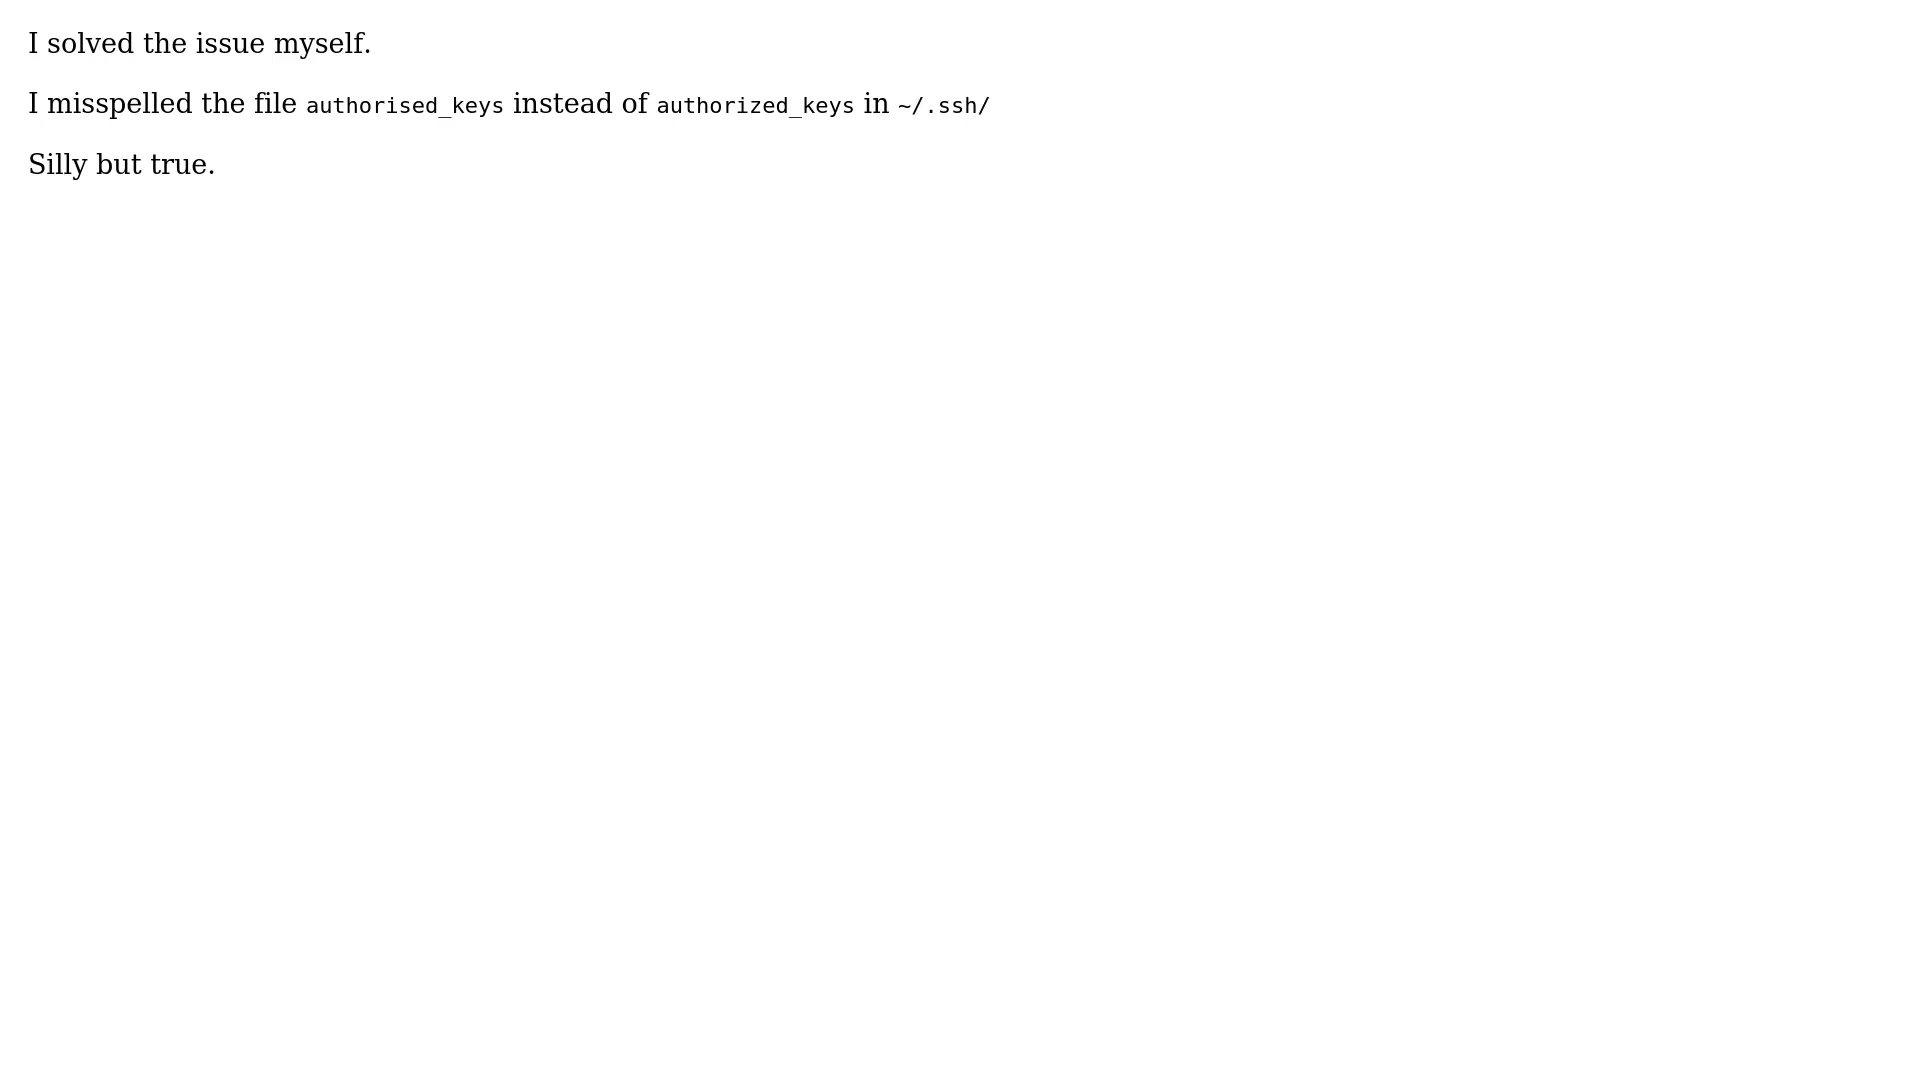 I solved the issue myself.
I misspelled the file authorised_keys instead of authorized_keys in ~/.ssh/
Silly but true.